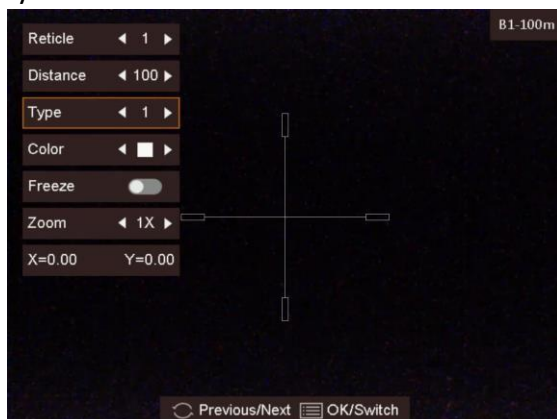 B1-100m
Reticle 1
Distance 100
Type 1
Color
Freeze
Zoom 1X
X=0.00 Y=0.00
Previous/Next OK/Switch